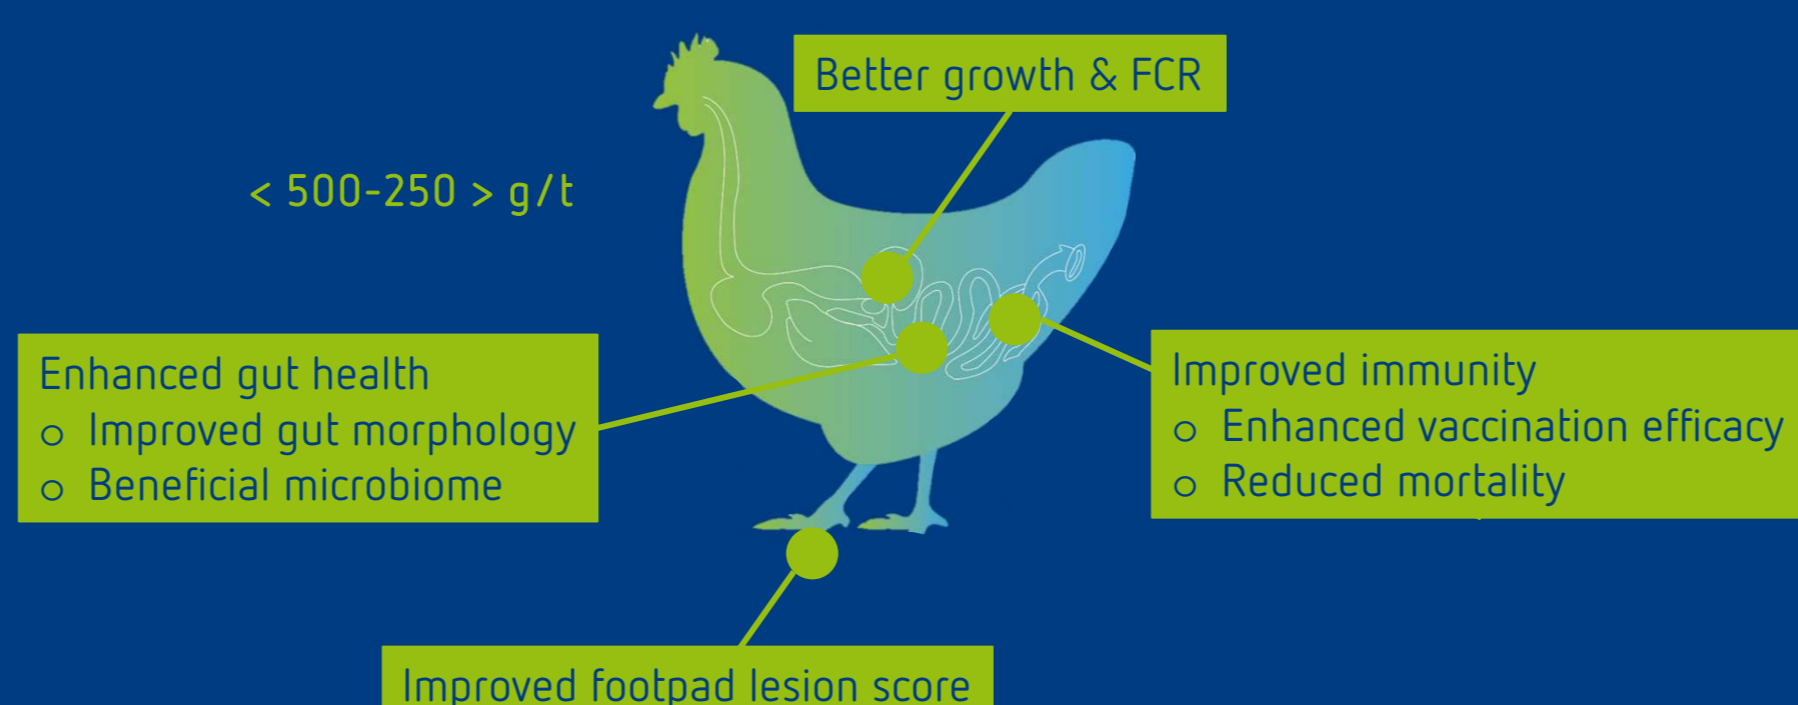 Better growth & FCR
< 500-250 > g/t
Enhanced gut health
o Improved gut morphology
o Beneficial microbiome
Improved immunity
o Enhanced vaccination efficacy
o Reduced mortality
Improved footpad lesion score